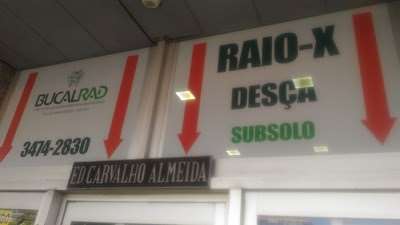 BUCALRAD
3474-2830
RAIO-X
DESÇA
SUBSOLO
ED CARVALHO ALMEIDA